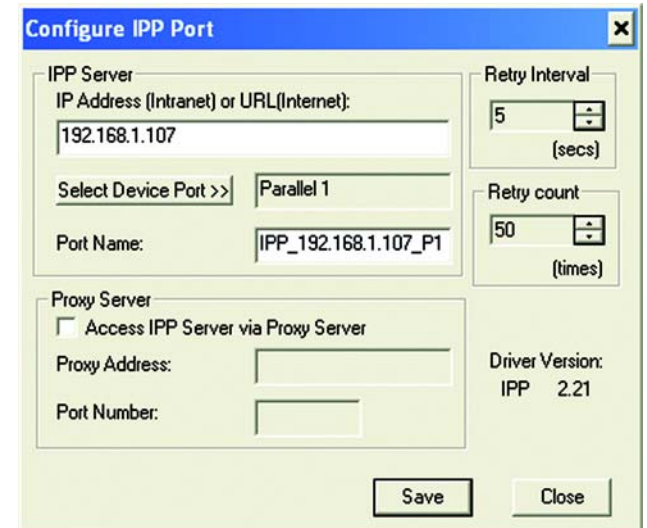 Configure IPP Port
IPP Server
IP Address (Intranet) or URL(Internet):
192.168.1.107
Select Device Port >>
Parallel 1
Port Name:
IPP_192.168.1.107_P1
Retry Interval
5
(secs)
Retry count
50
(times)
Proxy Server
Access IPP Server via Proxy Server
Proxy Address:
Port Number:
Driver Version:
IPP 2.21
Save
Close